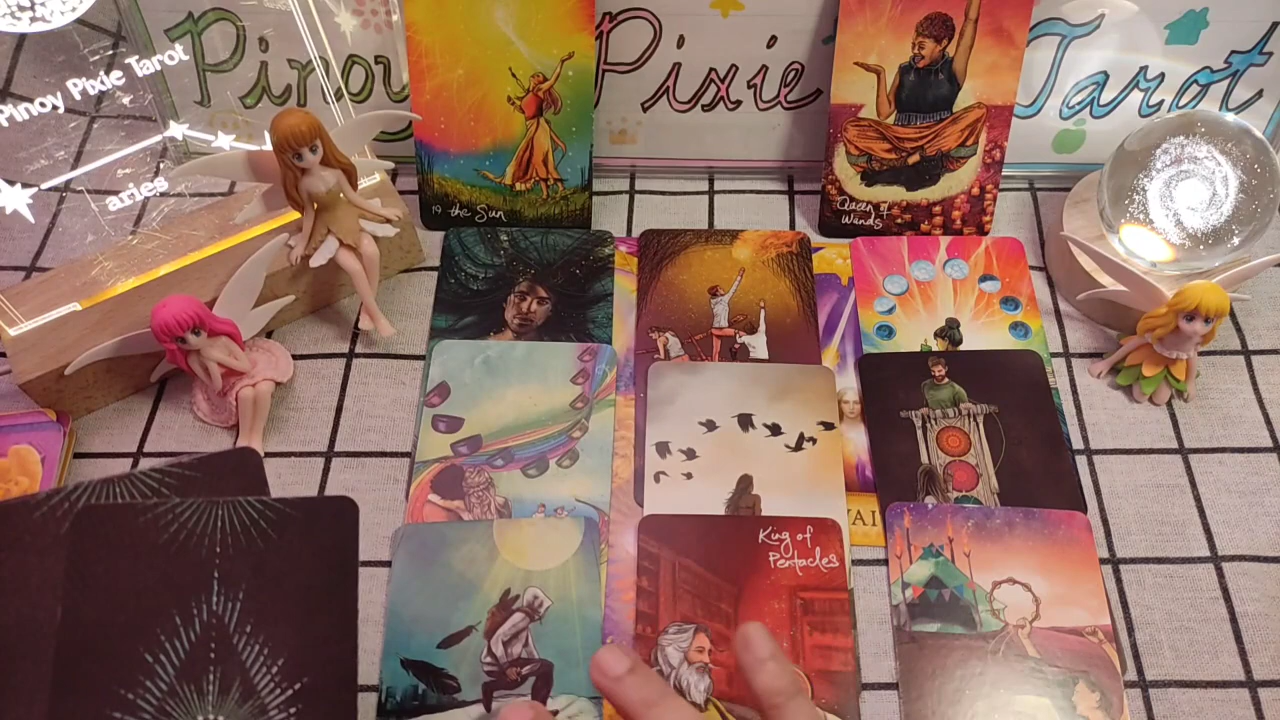 Pinoy Pixie Tarot
Pinoy Pixie Tarot
aries
19 the Sun
Queen of
Wands
King of
Pentacles